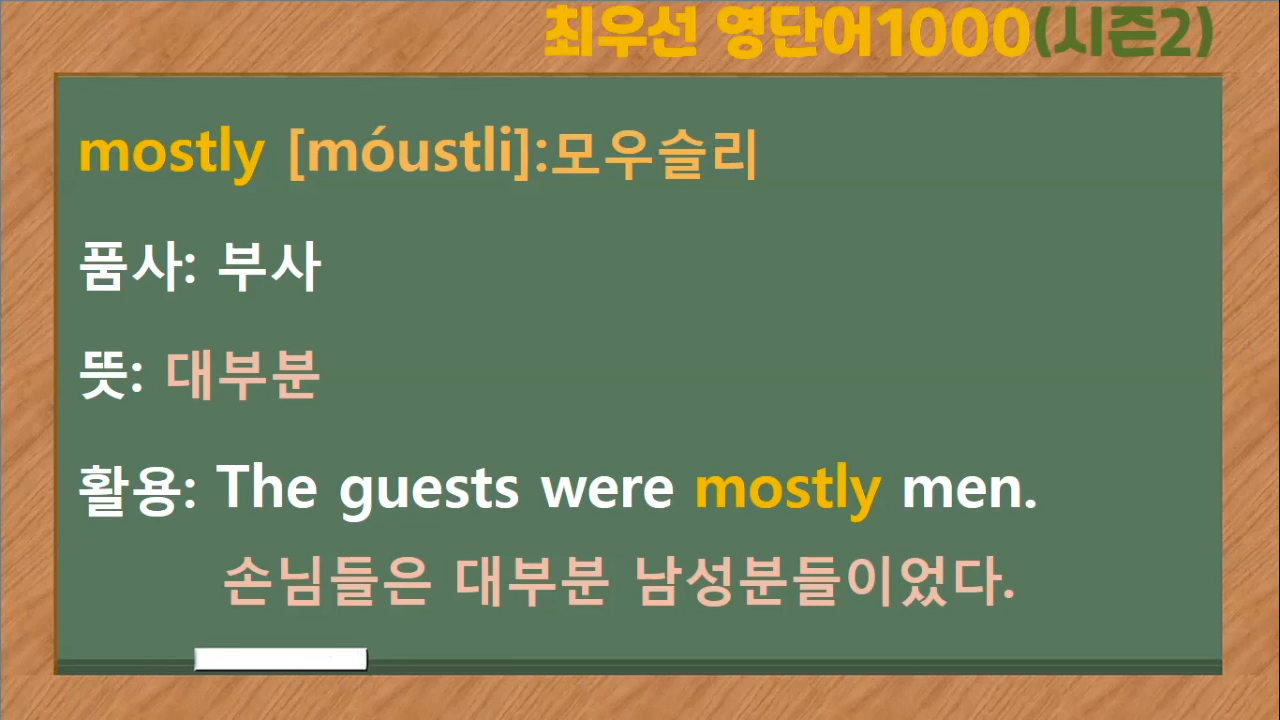 최우선 영단어1000(시즌2)
mostly [móustli]:모우슬리
품사: 부사
뜻: 대부분
활용: The guests were mostly men.
손님들은 대부분 남성분들이었다.